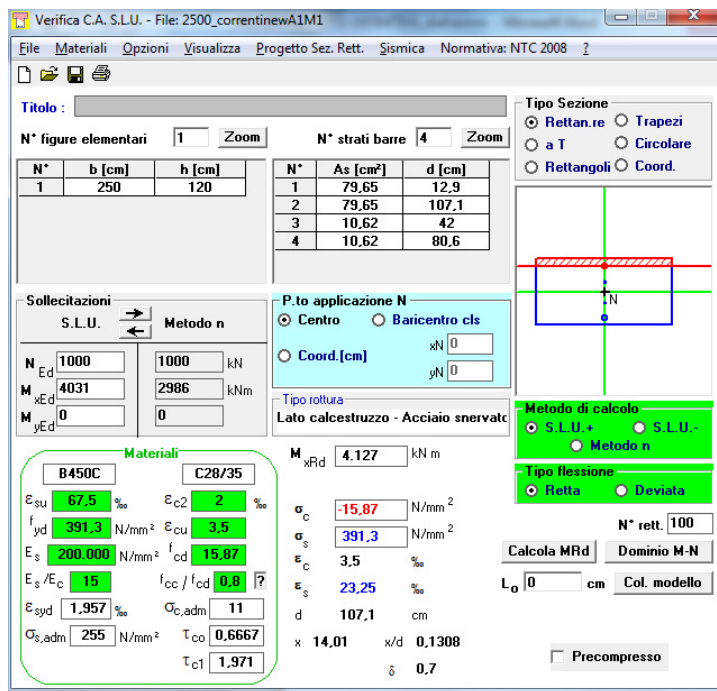 Verifica C.A. S.L.U. - File: 2500_correntinewA1M1
File Materiali Opzioni Visualizza Progetto Sez. Rett. Sismica Normativa: NTC 2008 ?
Titolo :
N° figure elementari 1 Zoom N° strati barre 4 Zoom
N° b [cm] h [cm]
1 250 120
N° As [cm²] d [cm]
1 79,65 12,9
2 79,65 107,1
3 10,62 42
4 10,62 80,6
Tipo Sezione
Rettan.re Trapezi
a T Circolare
Rettangoli Coord.
N
Sollecitazioni
S.L.U. Metodo n
N Ed 1000 1000 kN
M xEd 4031 2986 kNm
M yEd 0 0
P.to applicazione N
Centro Baricentro cls
Coord.[cm] xN 0
yN 0
Tipo rottura
Lato calcestruzzo - Acciaio snervato
Metodo di calcolo
S.L.U.+ S.L.U.-
Metodo n
Tipo flessione
Retta Deviata
Materiali
B450C C28/35
εsu 67,5 ‰ εc2 2 ‰
fyd 391,3 N/mm² εcu 3,5
Es 200.000 N/mm² fcd 15,87
Es/Ec 15 fcc / fcd 0,8 ?
εsyd 1,957 ‰ σc,adm 11
σs,adm 255 N/mm² τco 0,6667
τc1 1,971
M xRd 4.127 kN m
σc -15,87 N/mm²
σs 391,3 N/mm²
εc 3,5 ‰
εs 23,25 ‰
d 107,1 cm
x 14,01 x/d 0,1308
δ 0,7
N° rett. 100
Calcola MRd Dominio M-N
Lo 0 cm Col. modello
Precompresso